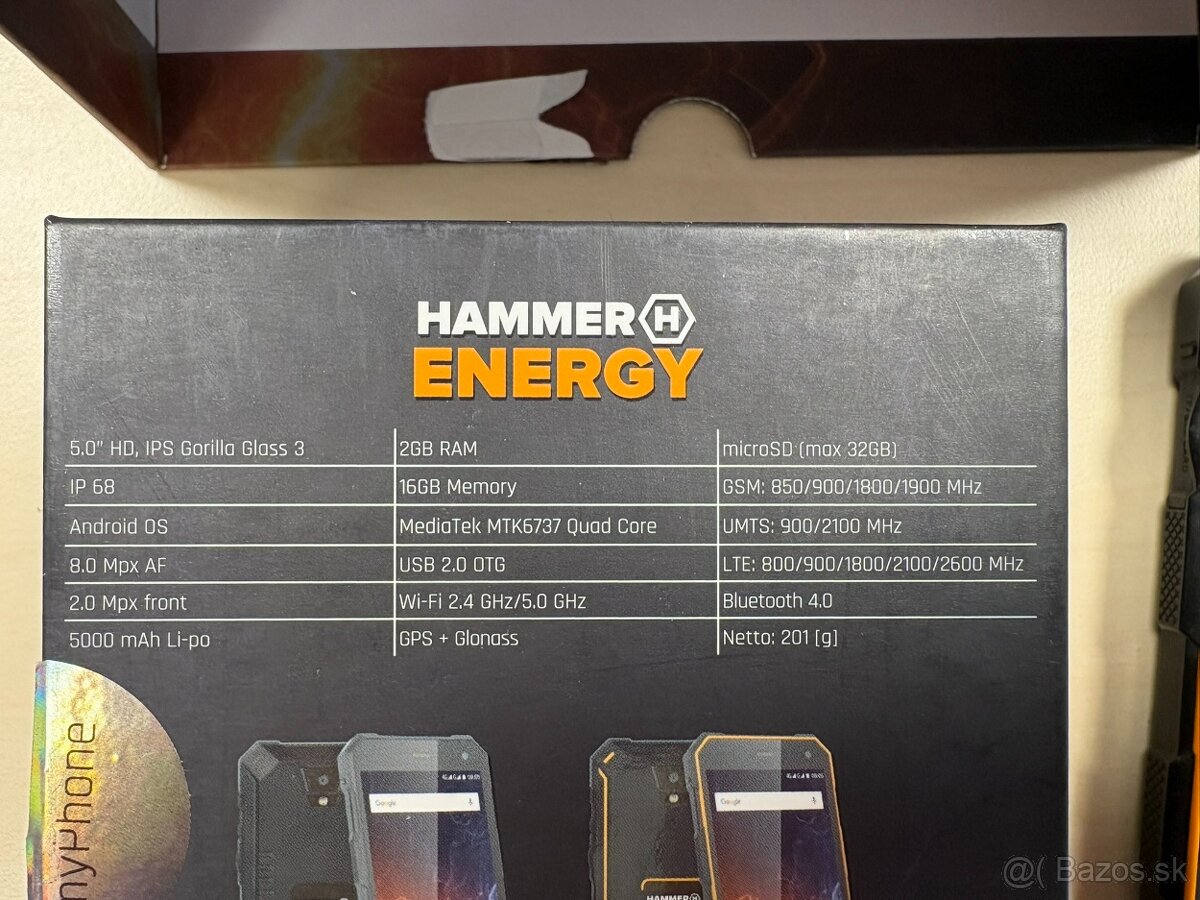 HAMMER H
ENERGY
5.0" HD, IPS Gorilla Glass 3
IP 68
Android OS
8.0 Mpx AF
2.0 Mpx front
5000 mAh Li-po
2GB RAM
16GB Memory
MediaTek MTK6737 Quad Core
USB 2.0 OTG
Wi-Fi 2.4 GHz/5.0 GHz
GPS + Glonass
microSD (max 32GB)
GSM: 850/900/1800/1900 MHz
UMTS: 900/2100 MHz
LTE: 800/900/1800/2100/2600 MHz
Bluetooth 4.0
Netto: 201 [g]
myPhone
Google
Google
HAMMER
@( Bazos.sk